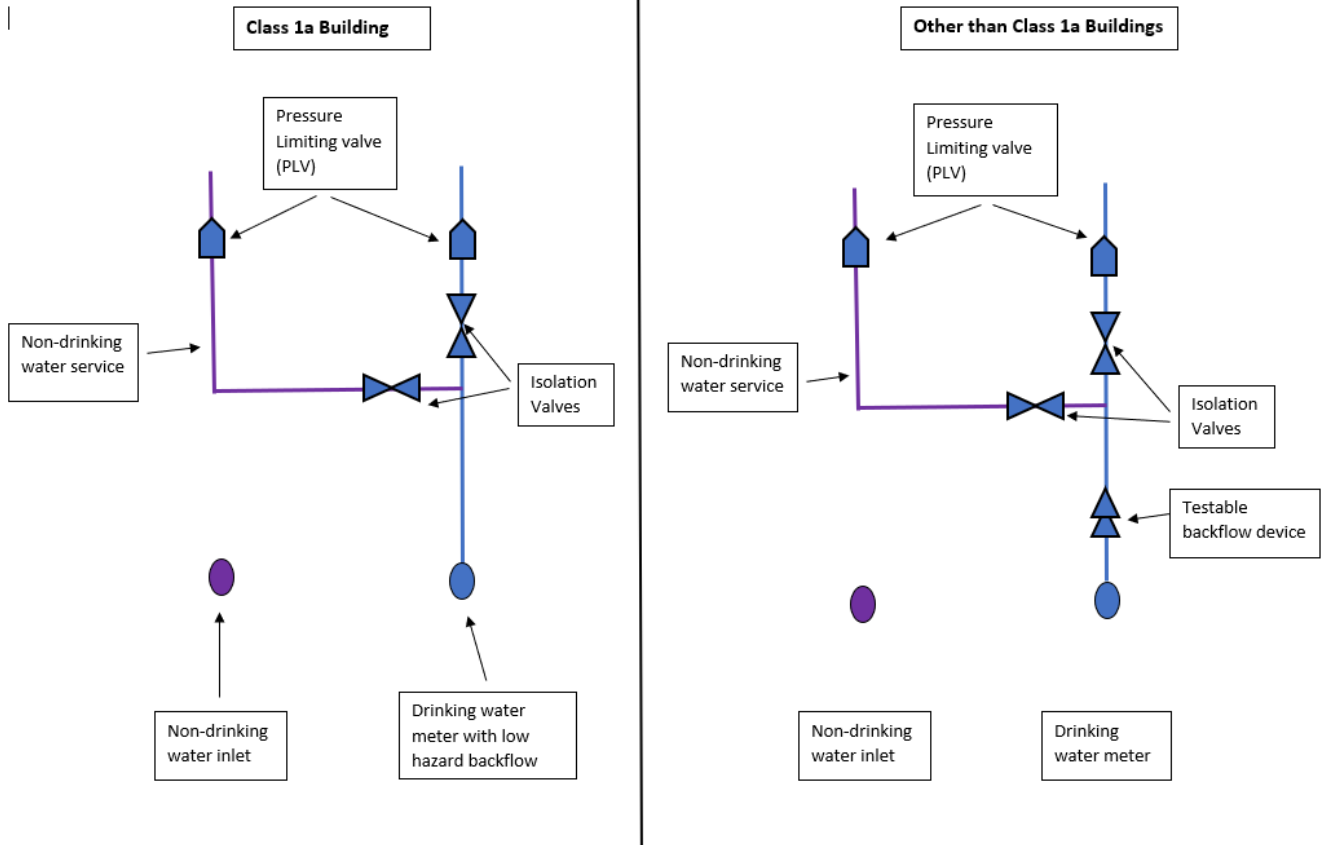 Class 1a Building
Pressure
Limiting valve
(PLV)
Non-drinking
water service
Isolation
Valves
Non-drinking
water inlet
Drinking water
meter with low
hazard backflow
Other than Class 1a Buildings
Pressure
Limiting valve
(PLV)
Non-drinking
water service
Isolation
Valves
Testable
backflow device
Non-drinking
water inlet
Drinking
water meter